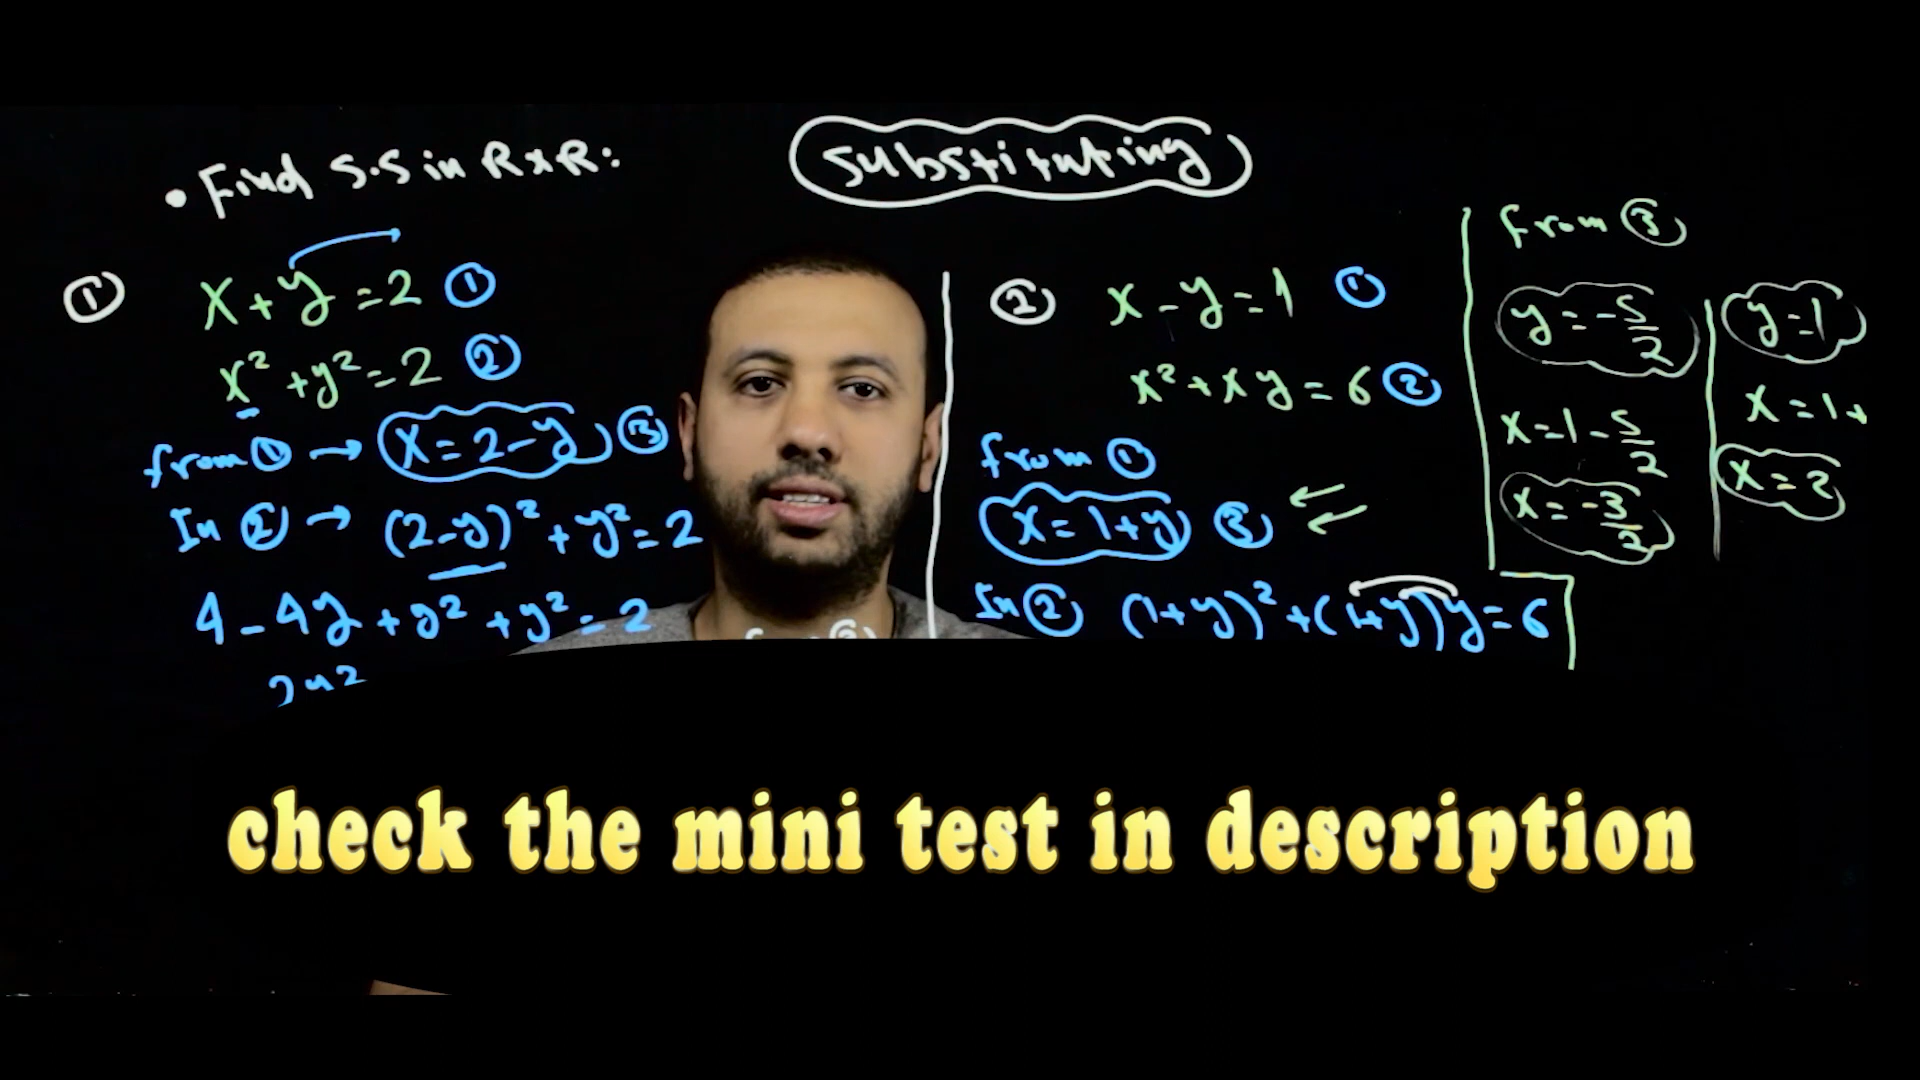 • Find S.S in R×R:
substituting
① x + y = 2 ①
x² + y² = 2 ②
from ① → x = 2 - y ③
In ② → (2-y)² + y² = 2
4 - 4y + y² + y² = 2
② x - y = 1 ①
x² + xy = 6 ②
from ①
x = 1 + y ③
In ② (1+y)² + (1+y)y = 6
from ③
y = -5/2
x = 1 - 5/2
x = -3/2
y = 1
x = 1 +
x = 2
check the mini test in description